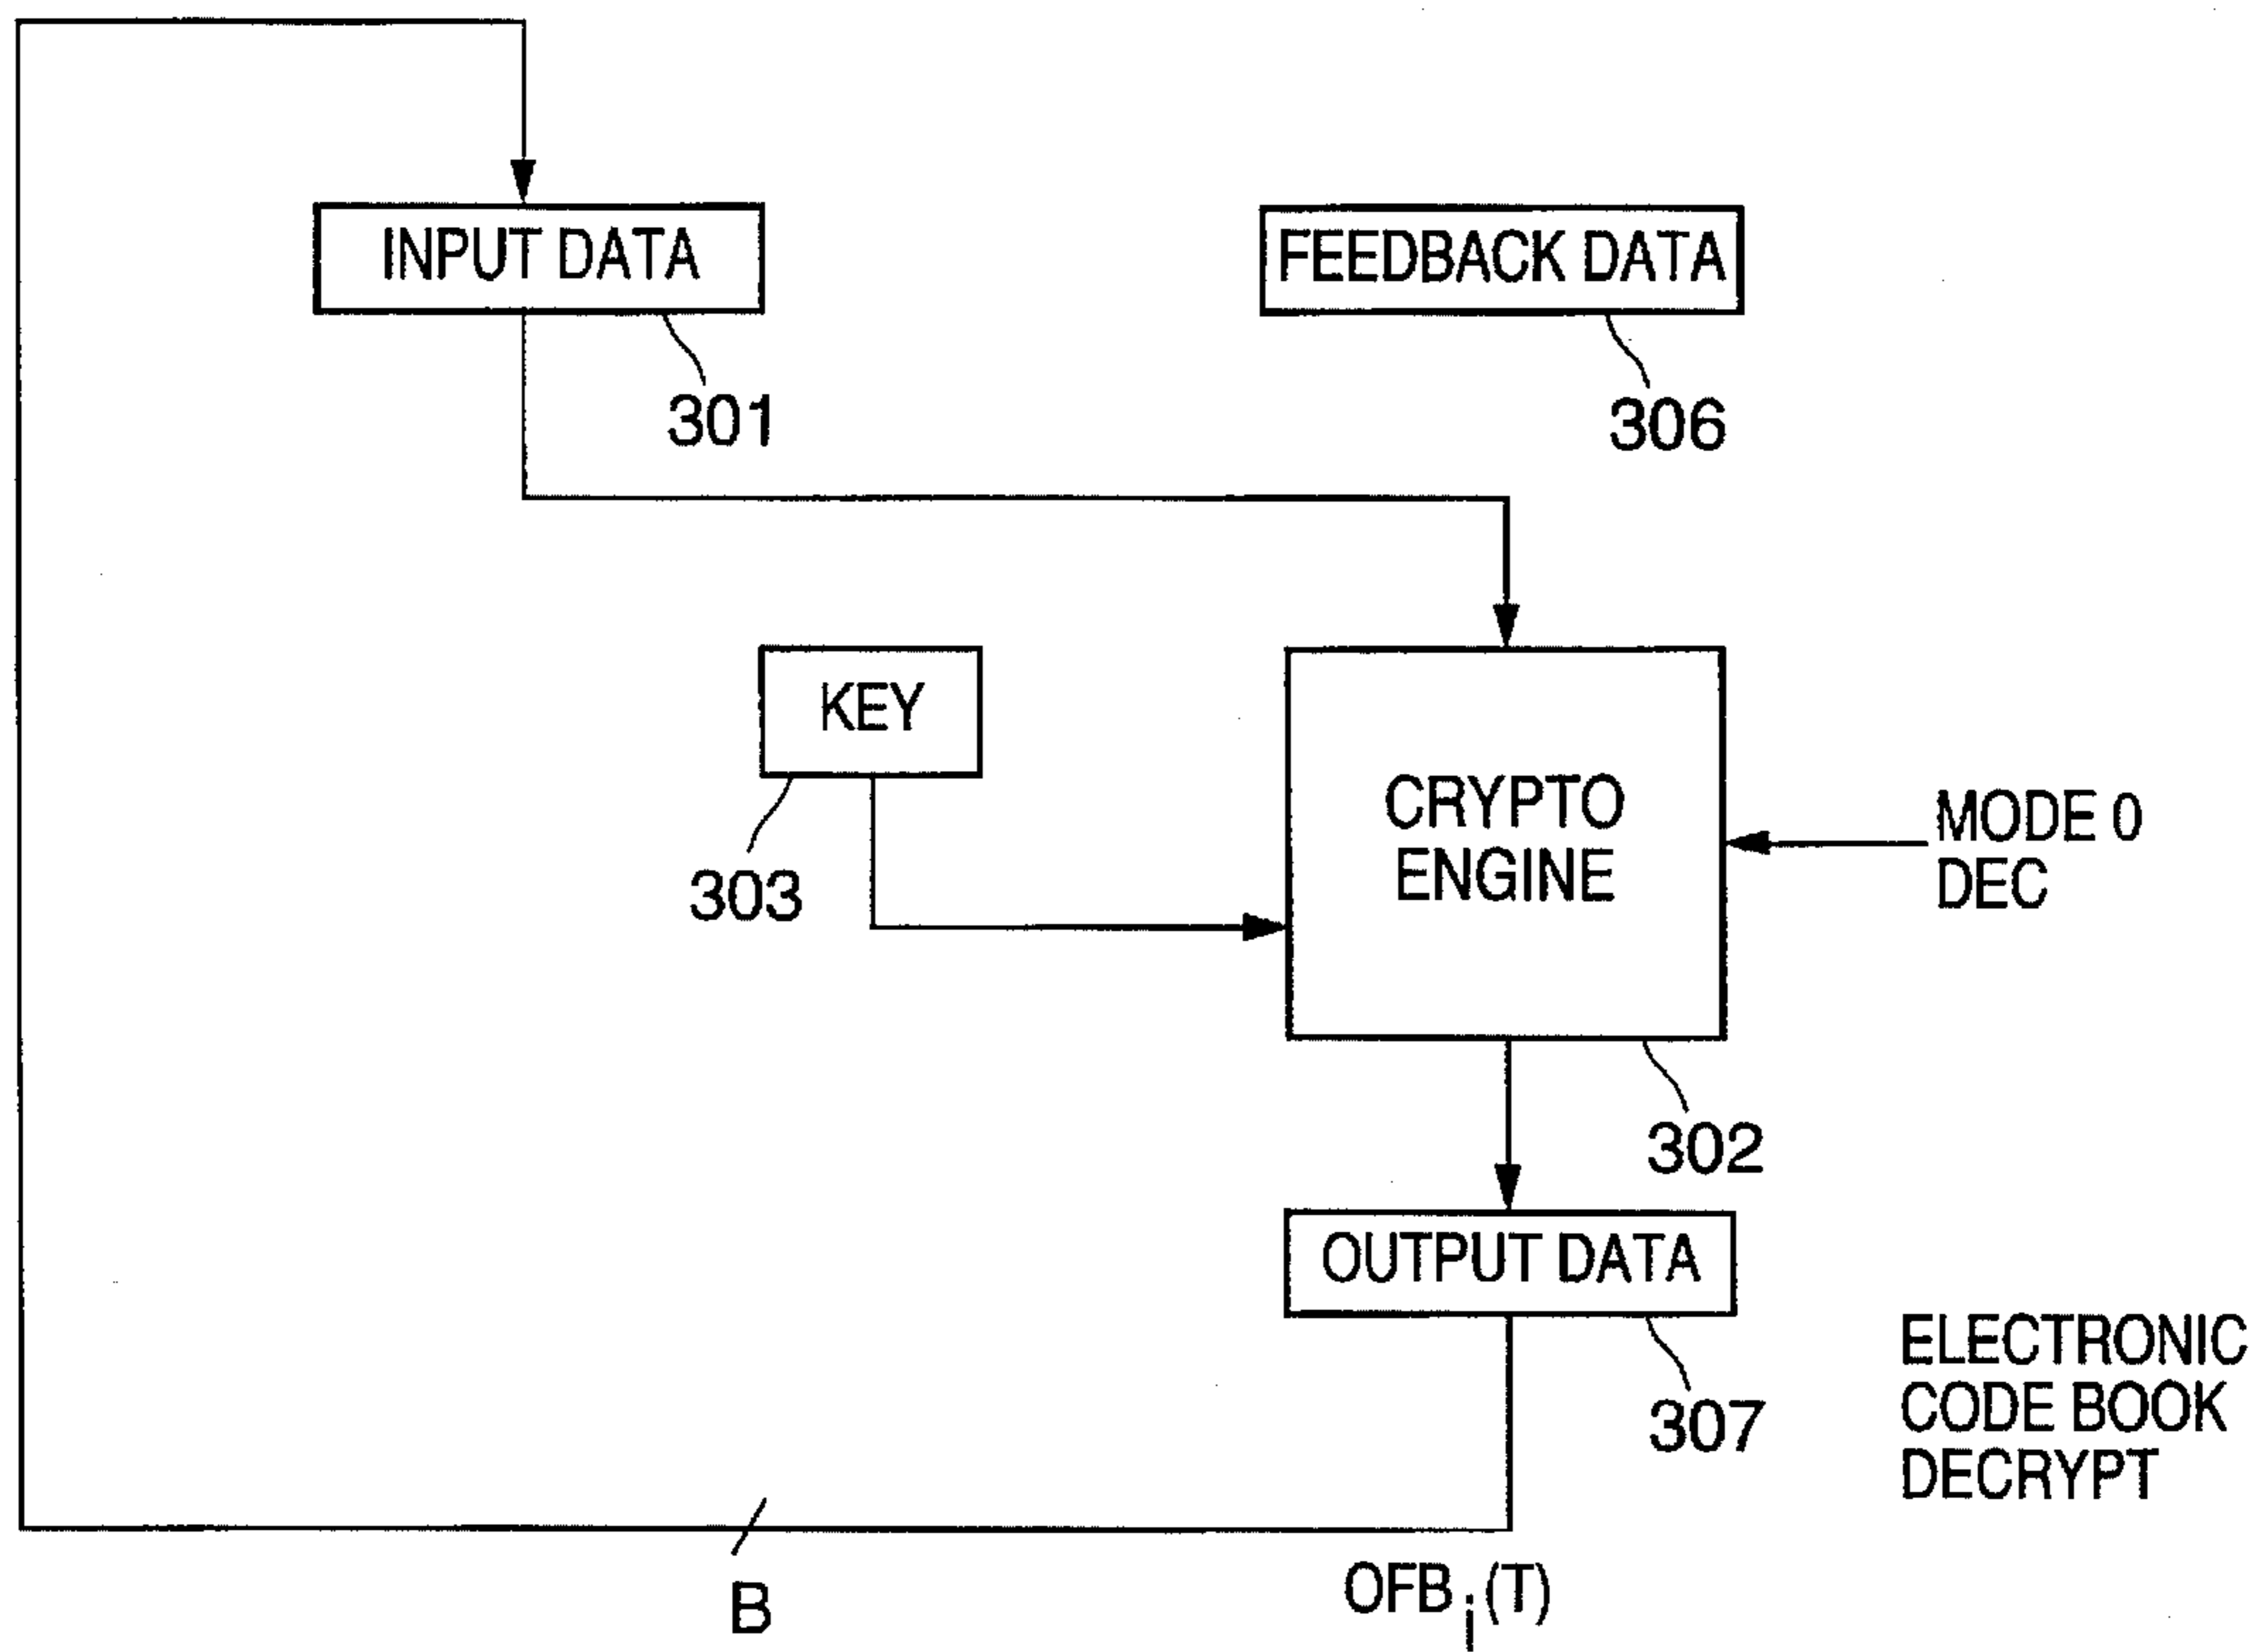 INPUT DATA
FEEDBACK DATA
301
306
KEY
303
CRYPTO
ENGINE
MODE 0
DEC
302
OUTPUT DATA
307
ELECTRONIC
CODE BOOK
DECRYPT
B
OFB i (T)